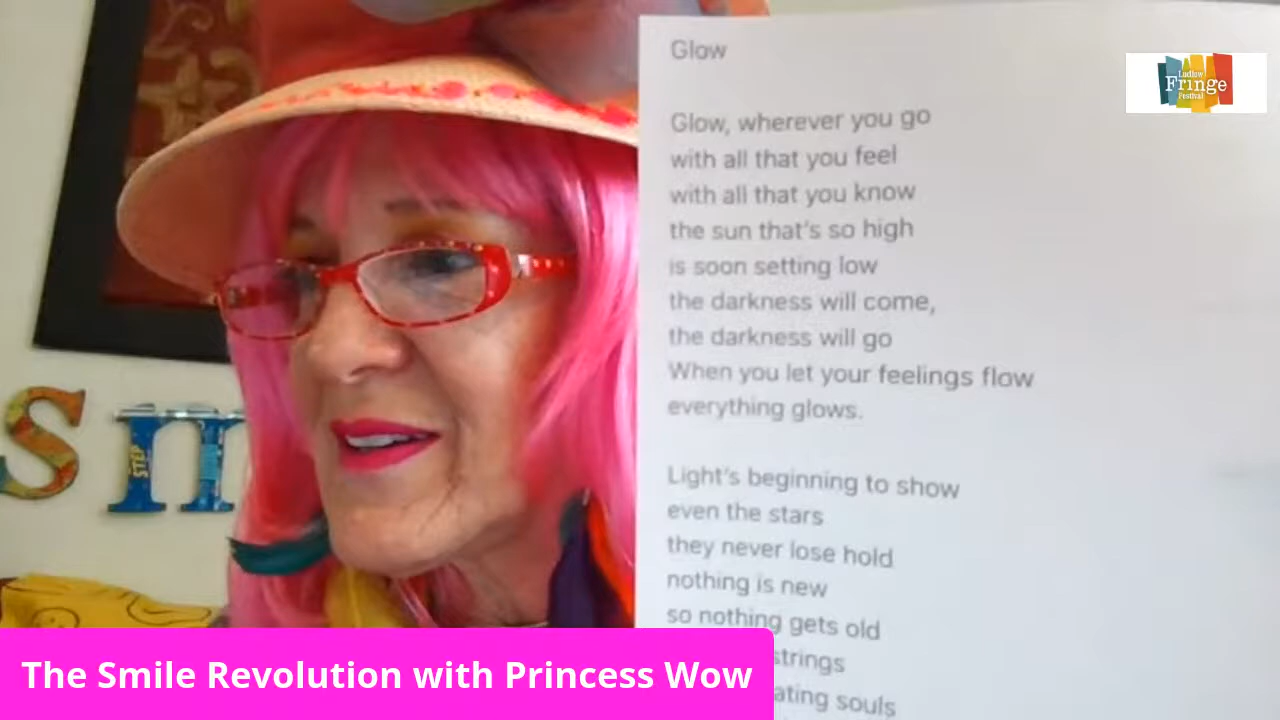 Glow
Glow, wherever you go
with all that you feel
with all that you know
the sun that's so high
is soon setting low
the darkness will come,
the darkness will go
When you let your feelings flow
everything glows.
Light's beginning to show
even the stars
they never lose hold
nothing is new
so nothing gets old
strings
ating souls
Ludlow
Fringe
Festival
S
STEP
The Smile Revolution with Princess Wow